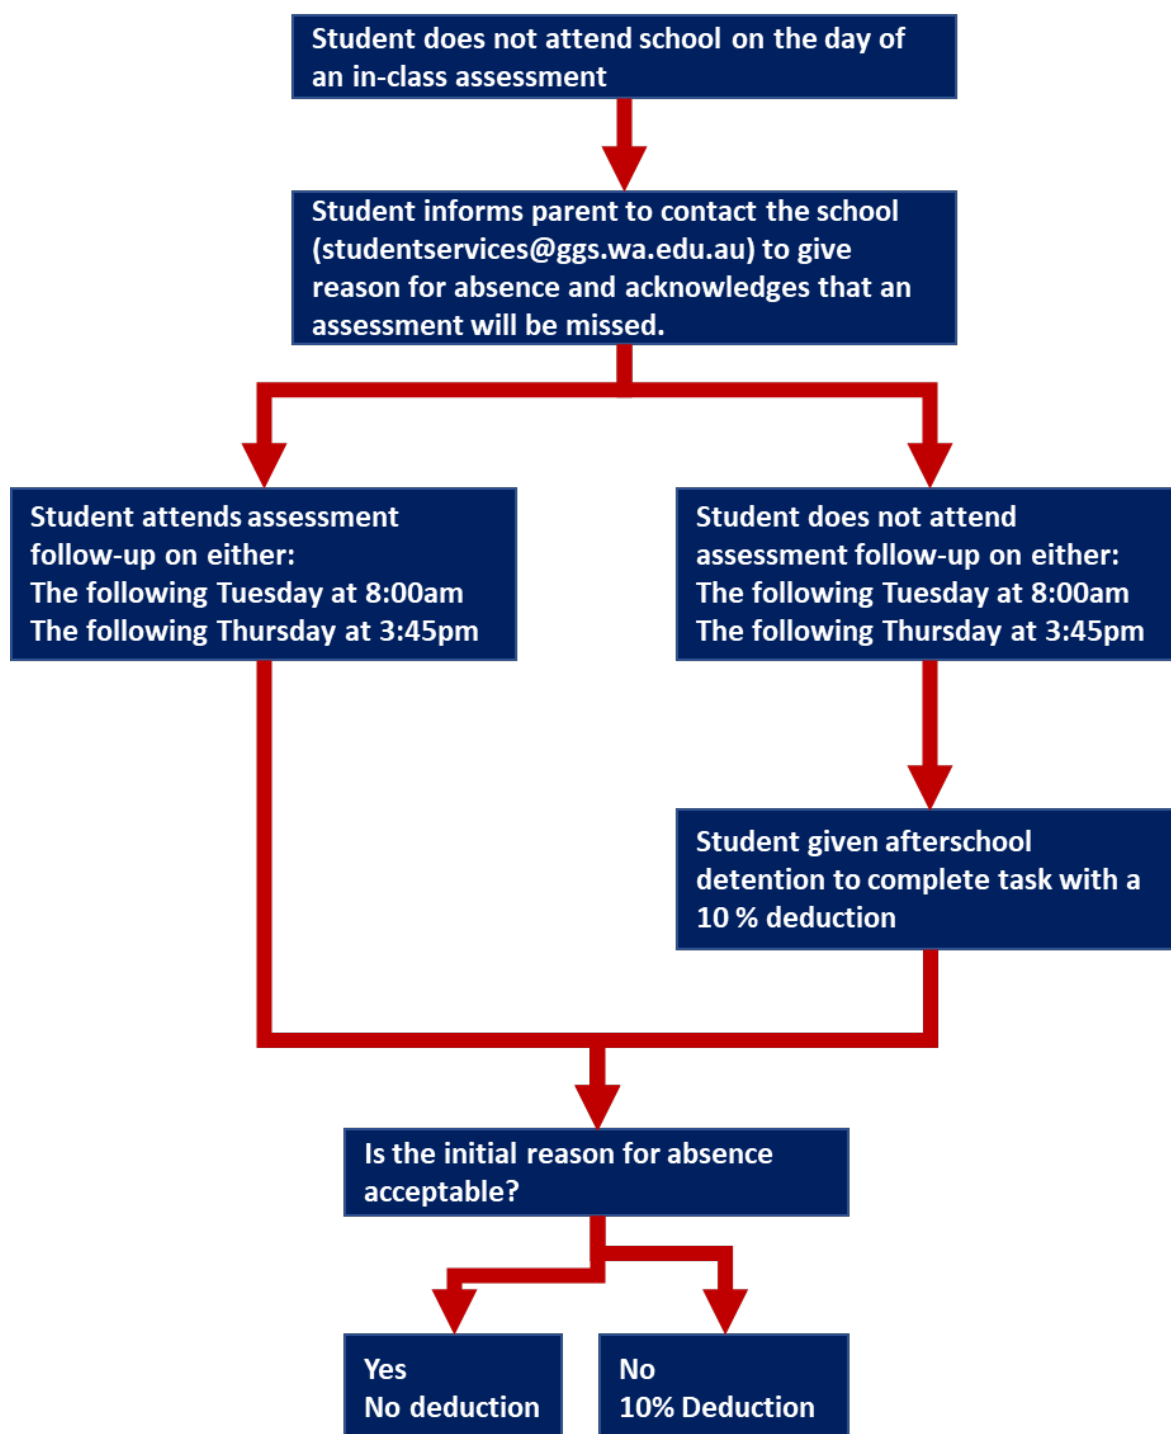 Student does not attend school on the day of
an in-class assessment
Student informs parent to contact the school
(studentservices@ggs.wa.edu.au) to give
reason for absence and acknowledges that an
assessment will be missed.
Student attends assessment
follow-up on either:
The following Tuesday at 8:00am
The following Thursday at 3:45pm
Student does not attend
assessment follow-up on either:
The following Tuesday at 8:00am
The following Thursday at 3:45pm
Student given afterschool
detention to complete task with a
10 % deduction
Is the initial reason for absence
acceptable?
Yes
No deduction
No
10% Deduction